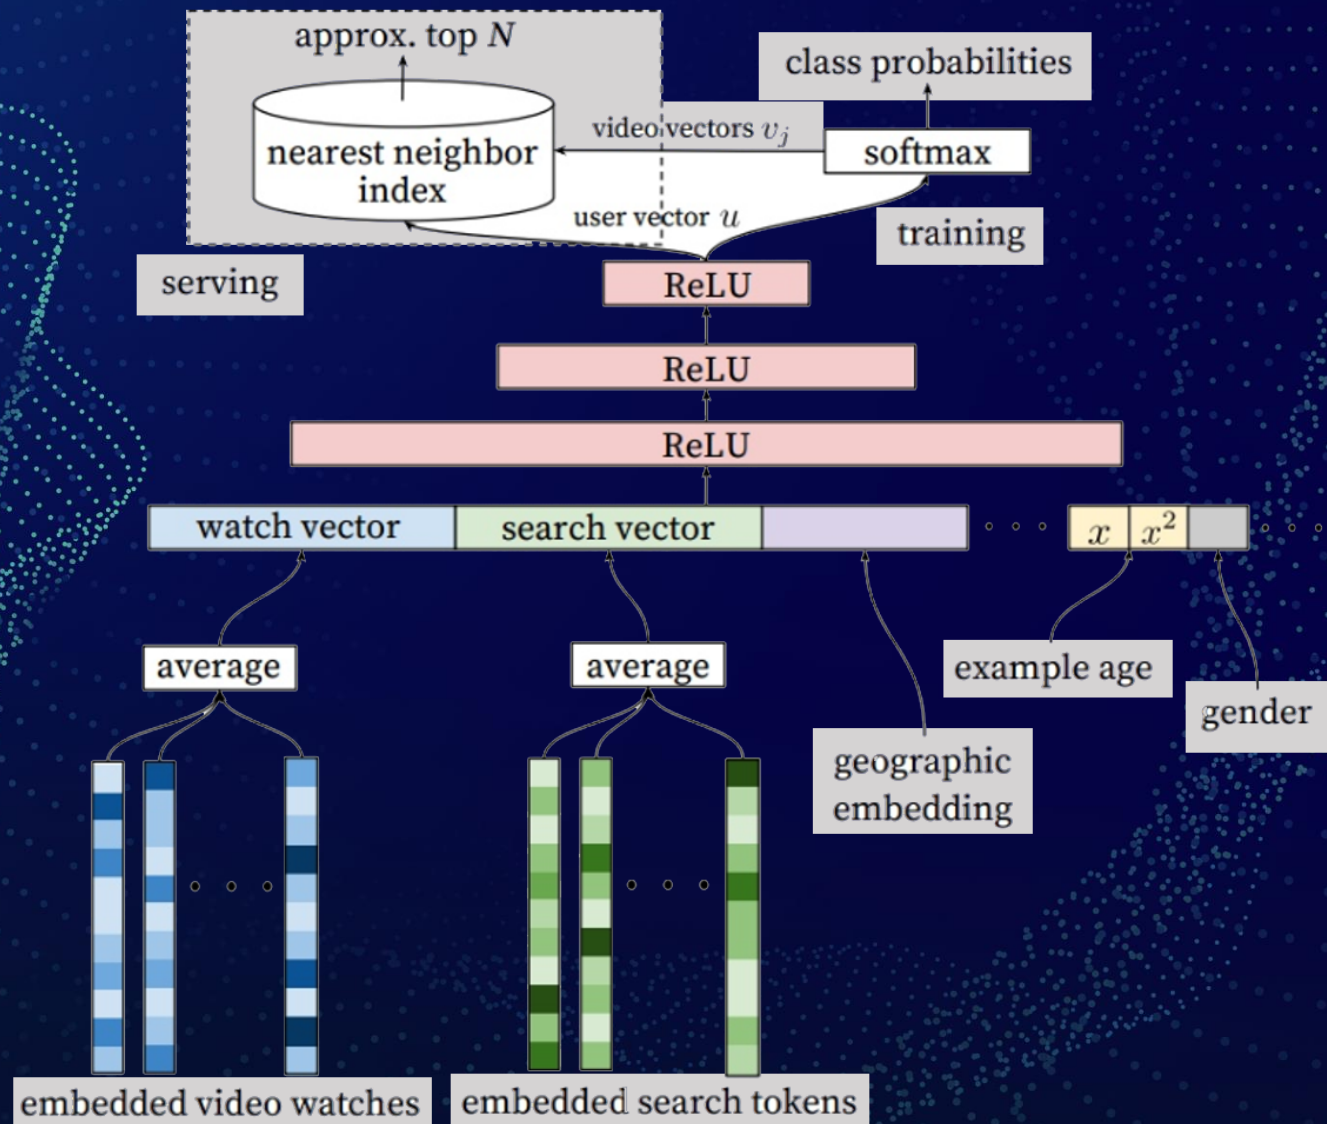 approx. top N
class probabilities
video vectors vⱼ
nearest neighbor
index
softmax
user vector u
training
serving
ReLU
ReLU
ReLU
watch vector
search vector
x
x²
average
average
example age
gender
geographic
embedding
embedded video watches
embedded search tokens